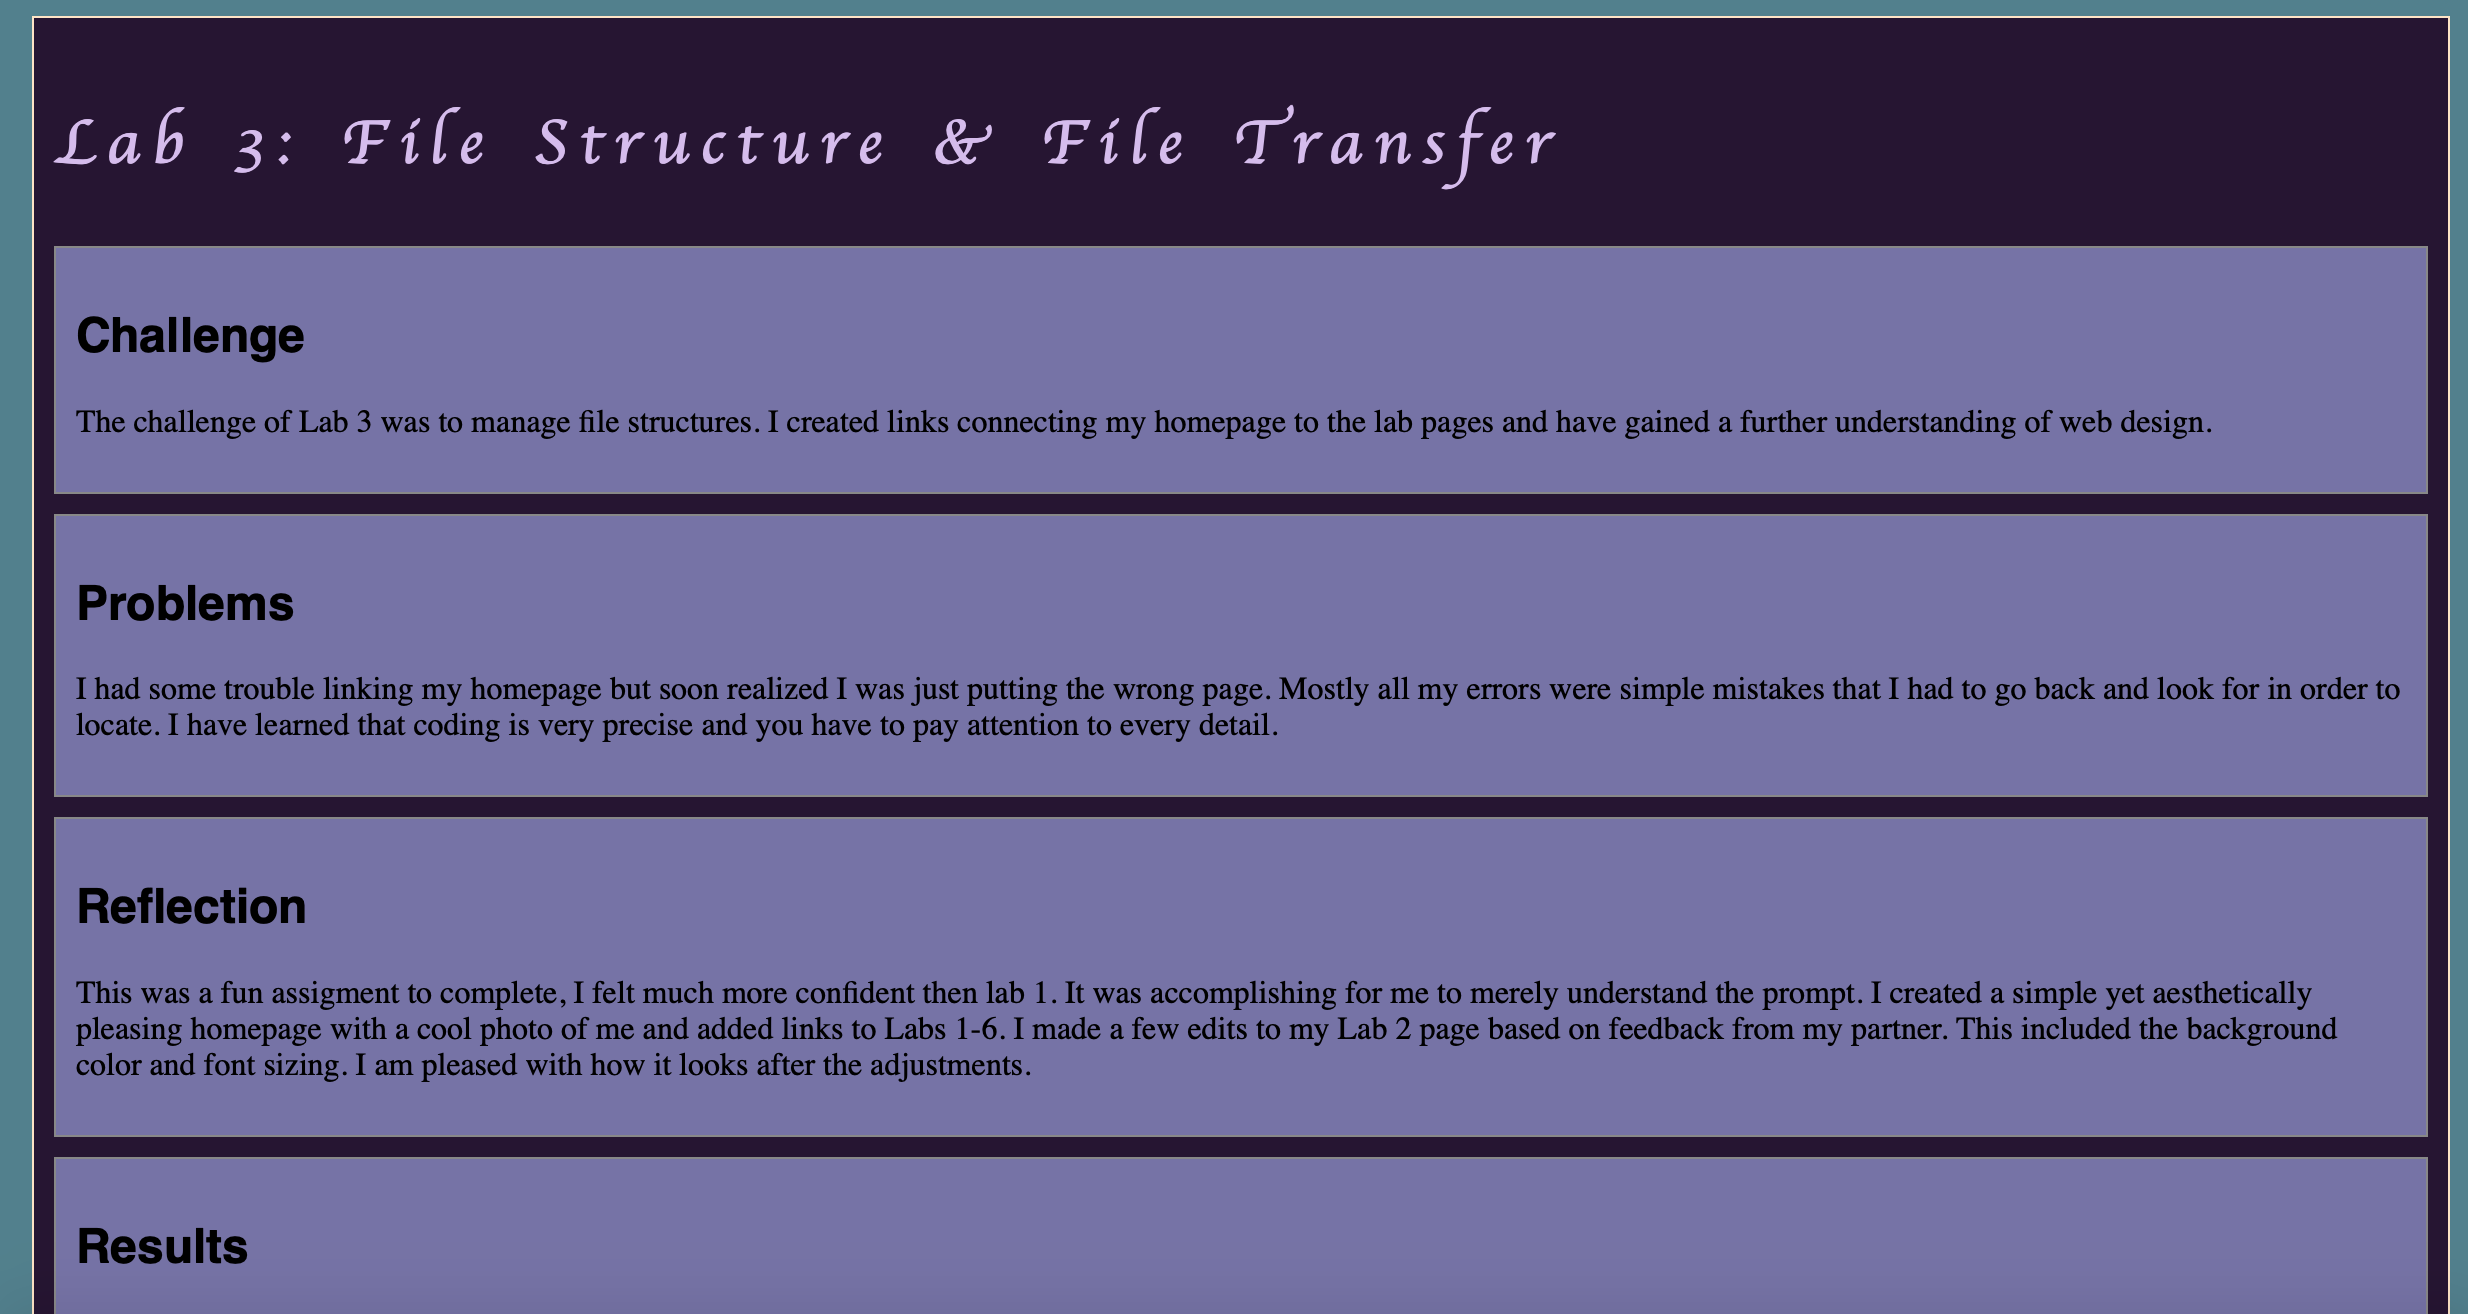 Lab 3: File Structure & File Transfer
Challenge
The challenge of Lab 3 was to manage file structures. I created links connecting my homepage to the lab pages and have gained a further understanding of web design.
Problems
I had some trouble linking my homepage but soon realized I was just putting the wrong page. Mostly all my errors were simple mistakes that I had to go back and look for in order to
locate. I have learned that coding is very precise and you have to pay attention to every detail.
Reflection
This was a fun assigment to complete, I felt much more confident then lab 1. It was accomplishing for me to merely understand the prompt. I created a simple yet aesthetically
pleasing homepage with a cool photo of me and added links to Labs 1-6. I made a few edits to my Lab 2 page based on feedback from my partner. This included the background
color and font sizing. I am pleased with how it looks after the adjustments.
Results